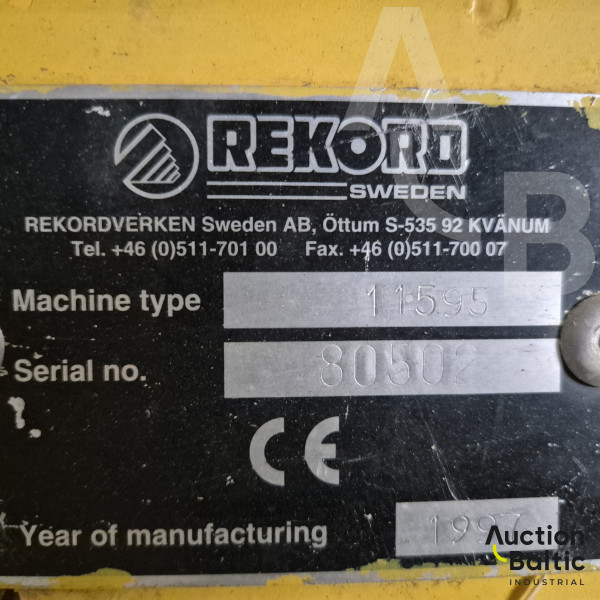 REKORD
SWEDEN
REKORDVERKEN Sweden AB, Öttum S-535 92 KVÄNUM
Tel. +46 (0)511-701 00 Fax. +46 (0)511-700 07
Machine type 11595
Serial no. 80502
CE
Year of manufacturing 1997
AB
Auction
Baltic
INDUSTRIAL